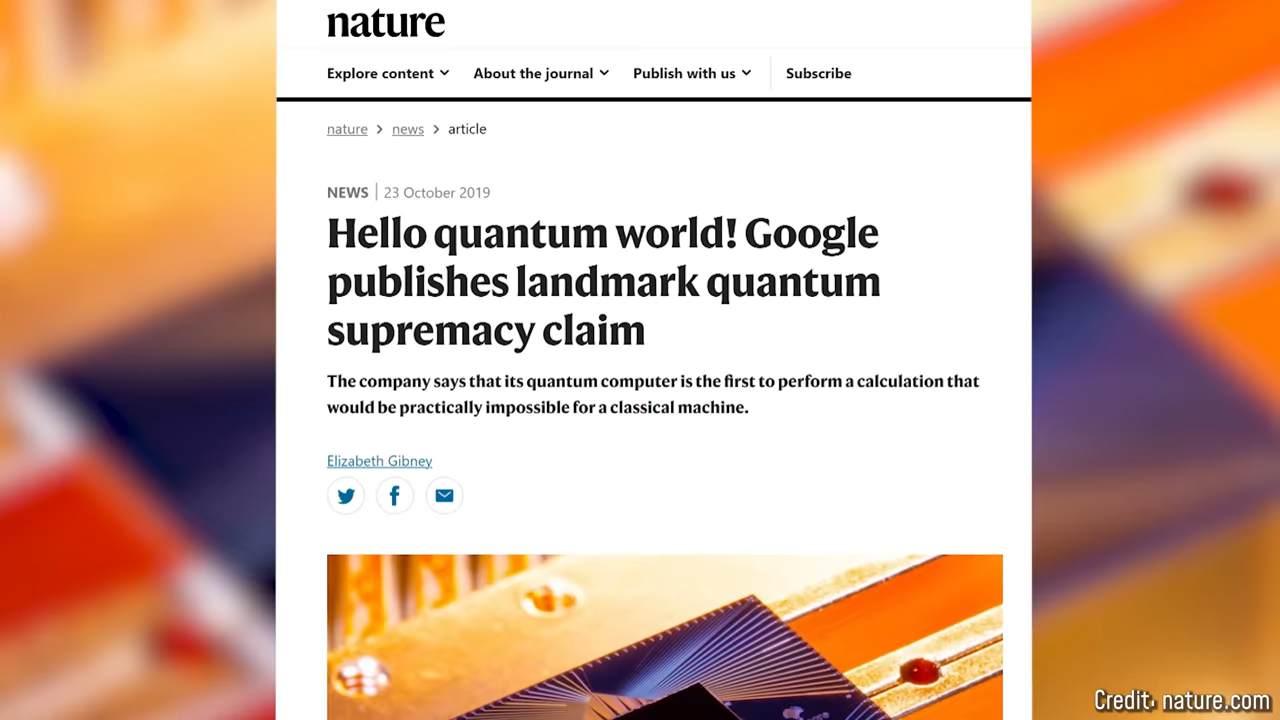 nature
Explore content About the journal Publish with us Subscribe
nature > news > article
NEWS | 23 October 2019
Hello quantum world! Google
publishes landmark quantum
supremacy claim
The company says that its quantum computer is the first to perform a calculation that
would be practically impossible for a classical machine.
Elizabeth Gibney
Credit: nature.com